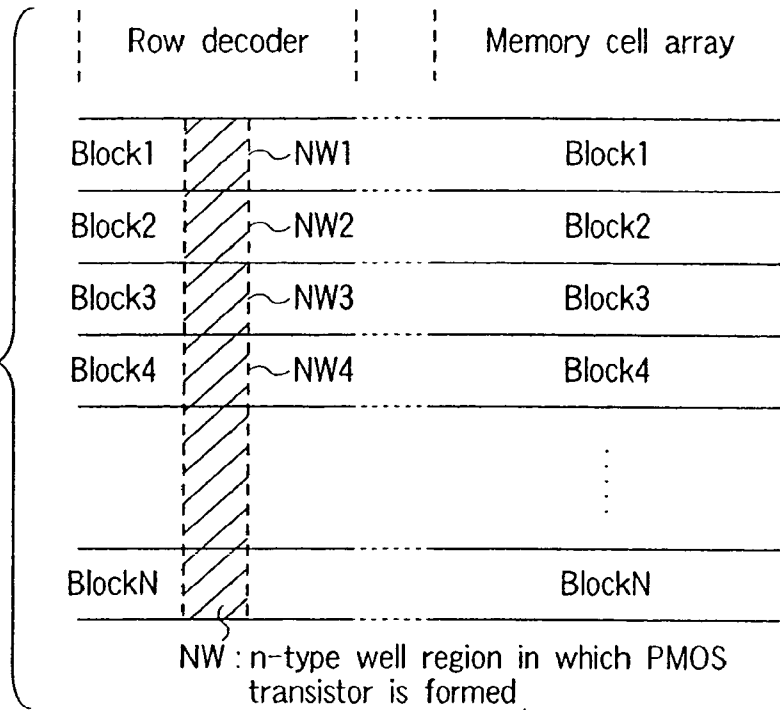 Row decoder Memory cell array
Block1 NW1 Block1
Block2 NW2 Block2
Block3 NW3 Block3
Block4 NW4 Block4
BlockN BlockN
NW : n-type well region in which PMOS
transistor is formed